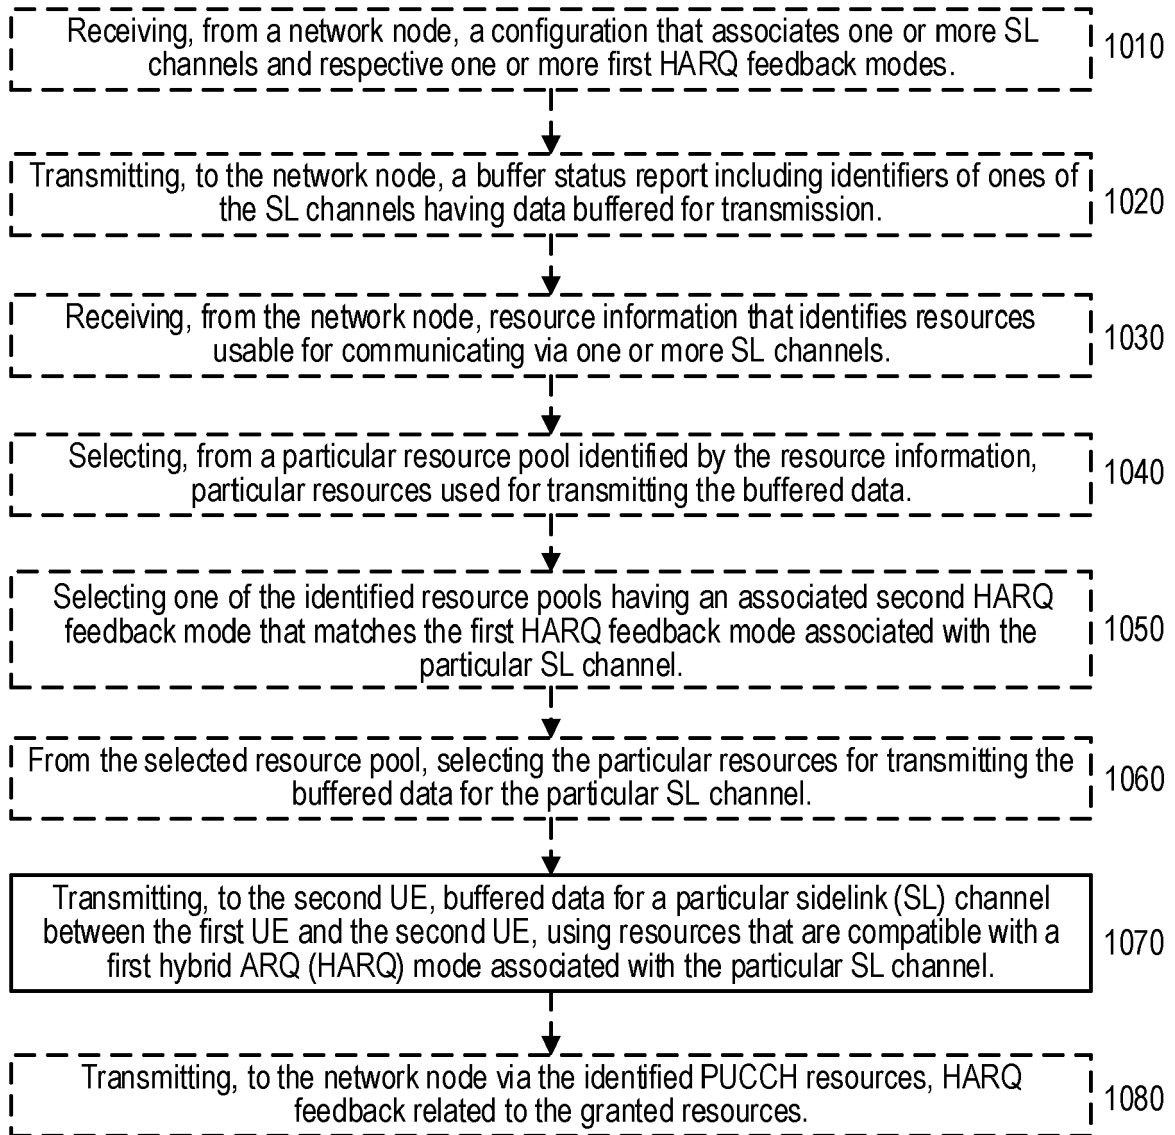 Receiving, from a network node, a configuration that associates one or more SL
channels and respective one or more first HARQ feedback modes.
1010
Transmitting, to the network node, a buffer status report including identifiers of ones of
the SL channels having data buffered for transmission.
1020
Receiving, from the network node, resource information that identifies resources
usable for communicating via one or more SL channels.
1030
Selecting, from a particular resource pool identified by the resource information,
particular resources used for transmitting the buffered data.
1040
Selecting one of the identified resource pools having an associated second HARQ
feedback mode that matches the first HARQ feedback mode associated with the
particular SL channel.
1050
From the selected resource pool, selecting the particular resources for transmitting the
buffered data for the particular SL channel.
1060
Transmitting, to the second UE, buffered data for a particular sidelink (SL) channel
between the first UE and the second UE, using resources that are compatible with a
first hybrid ARQ (HARQ) mode associated with the particular SL channel.
1070
Transmitting, to the network node via the identified PUCCH resources, HARQ
feedback related to the granted resources.
1080